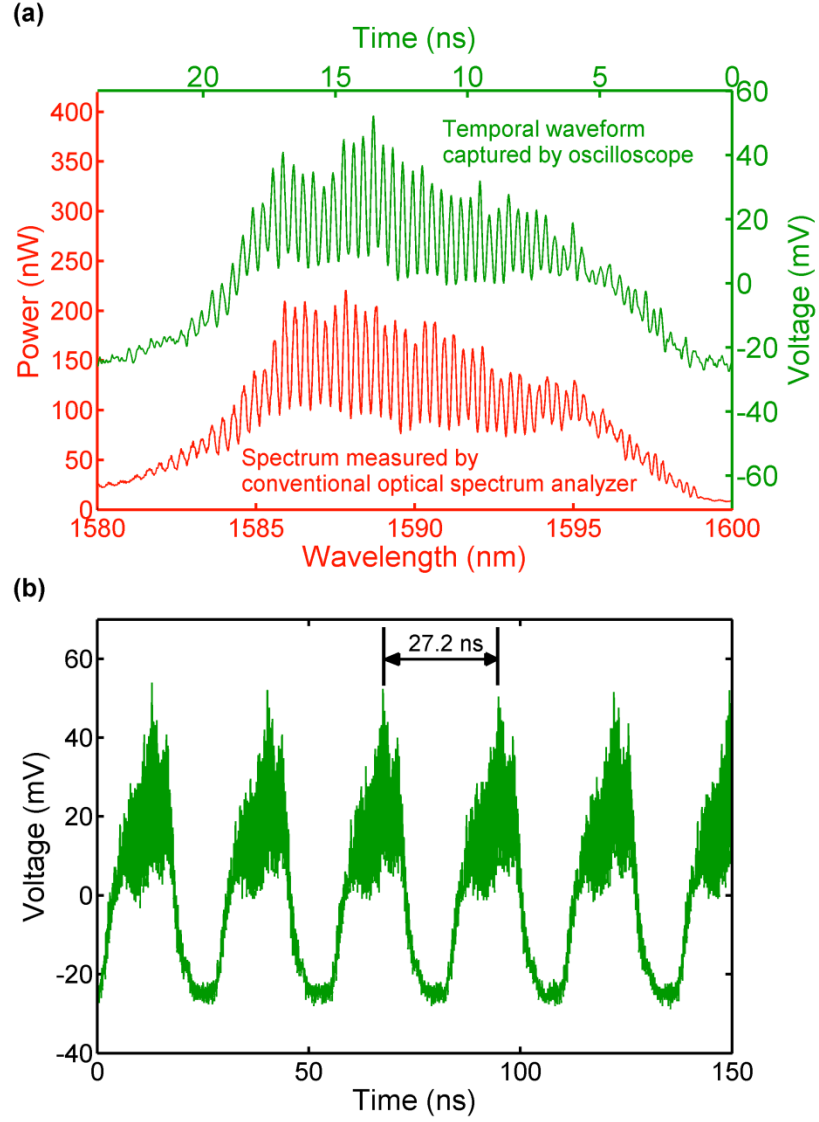 (a)
Time (ns)
20 15 10 5 0
400
350
300
250
200
150
100
50
0
Power (nW)
60
40
20
0
-20
-40
-60
Voltage (mV)
Temporal waveform
captured by oscilloscope
Spectrum measured by
conventional optical spectrum analyzer
1580 1585 1590 1595 1600
Wavelength (nm)
(b)
60
40
20
0
-20
-40
Voltage (mV)
27.2 ns
0 50 100 150
Time (ns)